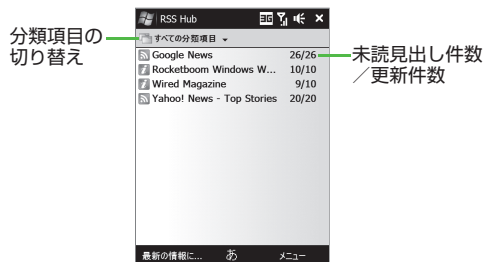 分類項目の
切り替え
RSS Hub
すべての分類項目
Google News 26/26
Rocketboom Windows W... 10/10
Wired Magazine 9/10
Yahoo! News - Top Stories 20/20
最新の情報に... あ メニュー
未読見出し件数
／更新件数